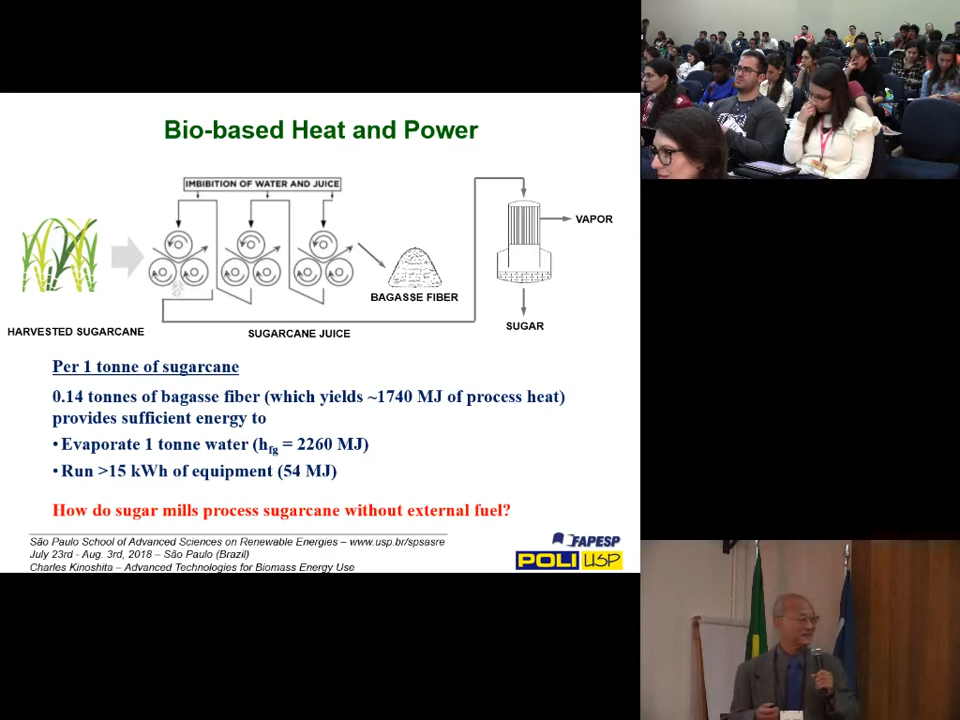 Bio-based Heat and Power
IMBIBITION OF WATER AND JUICE
VAPOR
BAGASSE FIBER
SUGAR
HARVESTED SUGARCANE
SUGARCANE JUICE
Per 1 tonne of sugarcane
0.14 tonnes of bagasse fiber (which yields ~1740 MJ of process heat)
provides sufficient energy to
•Evaporate 1 tonne water (hfg = 2260 MJ)
•Run >15 kWh of equipment (54 MJ)
How do sugar mills process sugarcane without external fuel?
São Paulo School of Advanced Sciences on Renewable Energies – www.usp.br/spsasre
July 23rd - Aug. 3rd, 2018 – São Paulo (Brazil)
Charles Kinoshita – Advanced Technologies for Biomass Energy Use
FAPESP
POLI USP